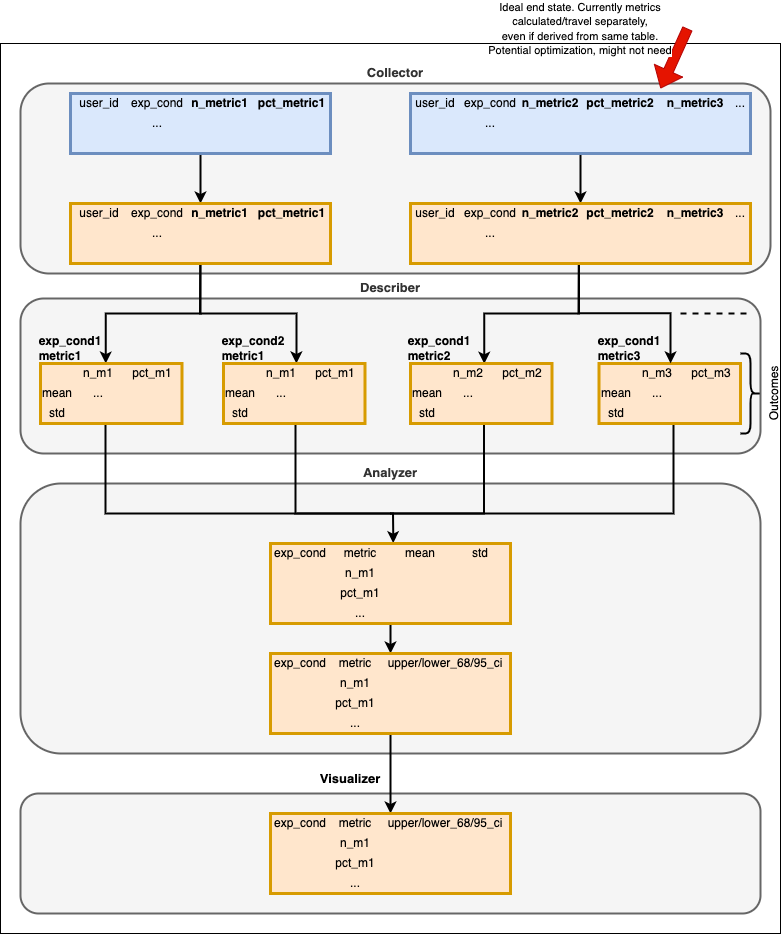 Ideal end state. Currently metrics
calculated/travel separately,
even if derived from same table.
Potential optimization, might not need
Collector
user_id exp_cond n_metric1 pct_metric1
...
user_id exp_cond n_metric2 pct_metric2 n_metric3 ...
...
user_id exp_cond n_metric1 pct_metric1
...
user_id exp_cond n_metric2 pct_metric2 n_metric3 ...
...
Describer
exp_cond1
metric1
n_m1 pct_m1
mean ...
std
exp_cond2
metric1
n_m1 pct_m1
mean ...
std
exp_cond1
metric2
n_m2 pct_m2
mean ...
std
exp_cond1
metric3
n_m3 pct_m3
mean ...
std
Outcomes
Analyzer
exp_cond metric mean std
n_m1
pct_m1
...
exp_cond metric upper/lower_68/95_ci
n_m1
pct_m1
...
Visualizer
exp_cond metric upper/lower_68/95_ci
n_m1
pct_m1
...